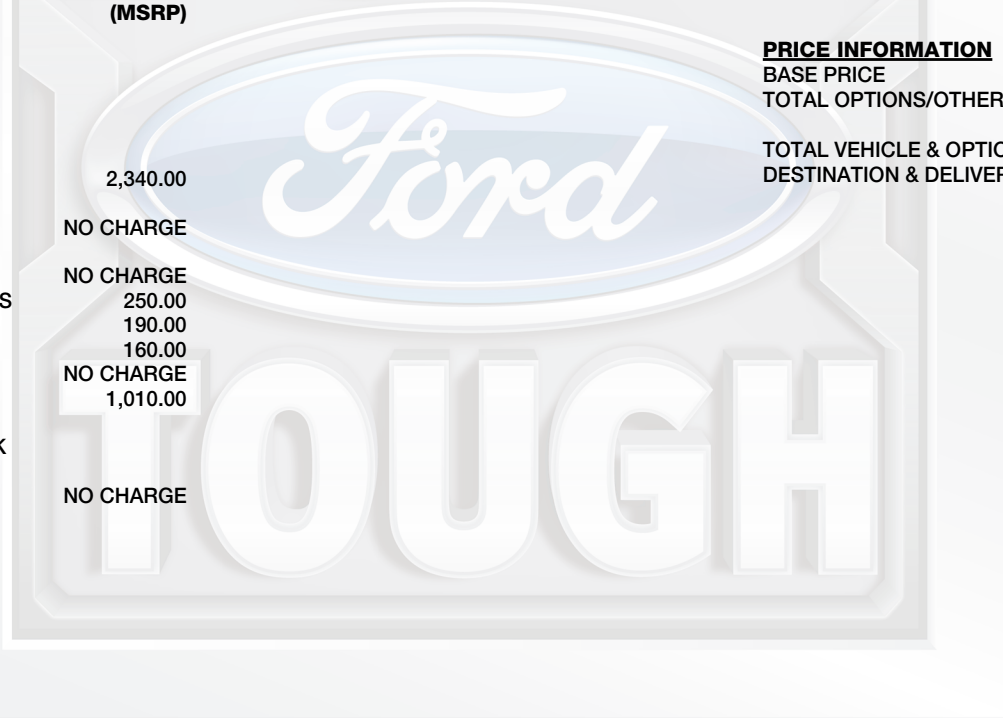 (MSRP)
2,340.00
NO CHARGE
NO CHARGE
S 250.00
190.00
160.00
NO CHARGE
1,010.00
K
NO CHARGE
PRICE INFORMATION
BASE PRICE
TOTAL OPTIONS/OTHER
TOTAL VEHICLE & OPTIO
DESTINATION & DELIVER
Ford
TOUGH